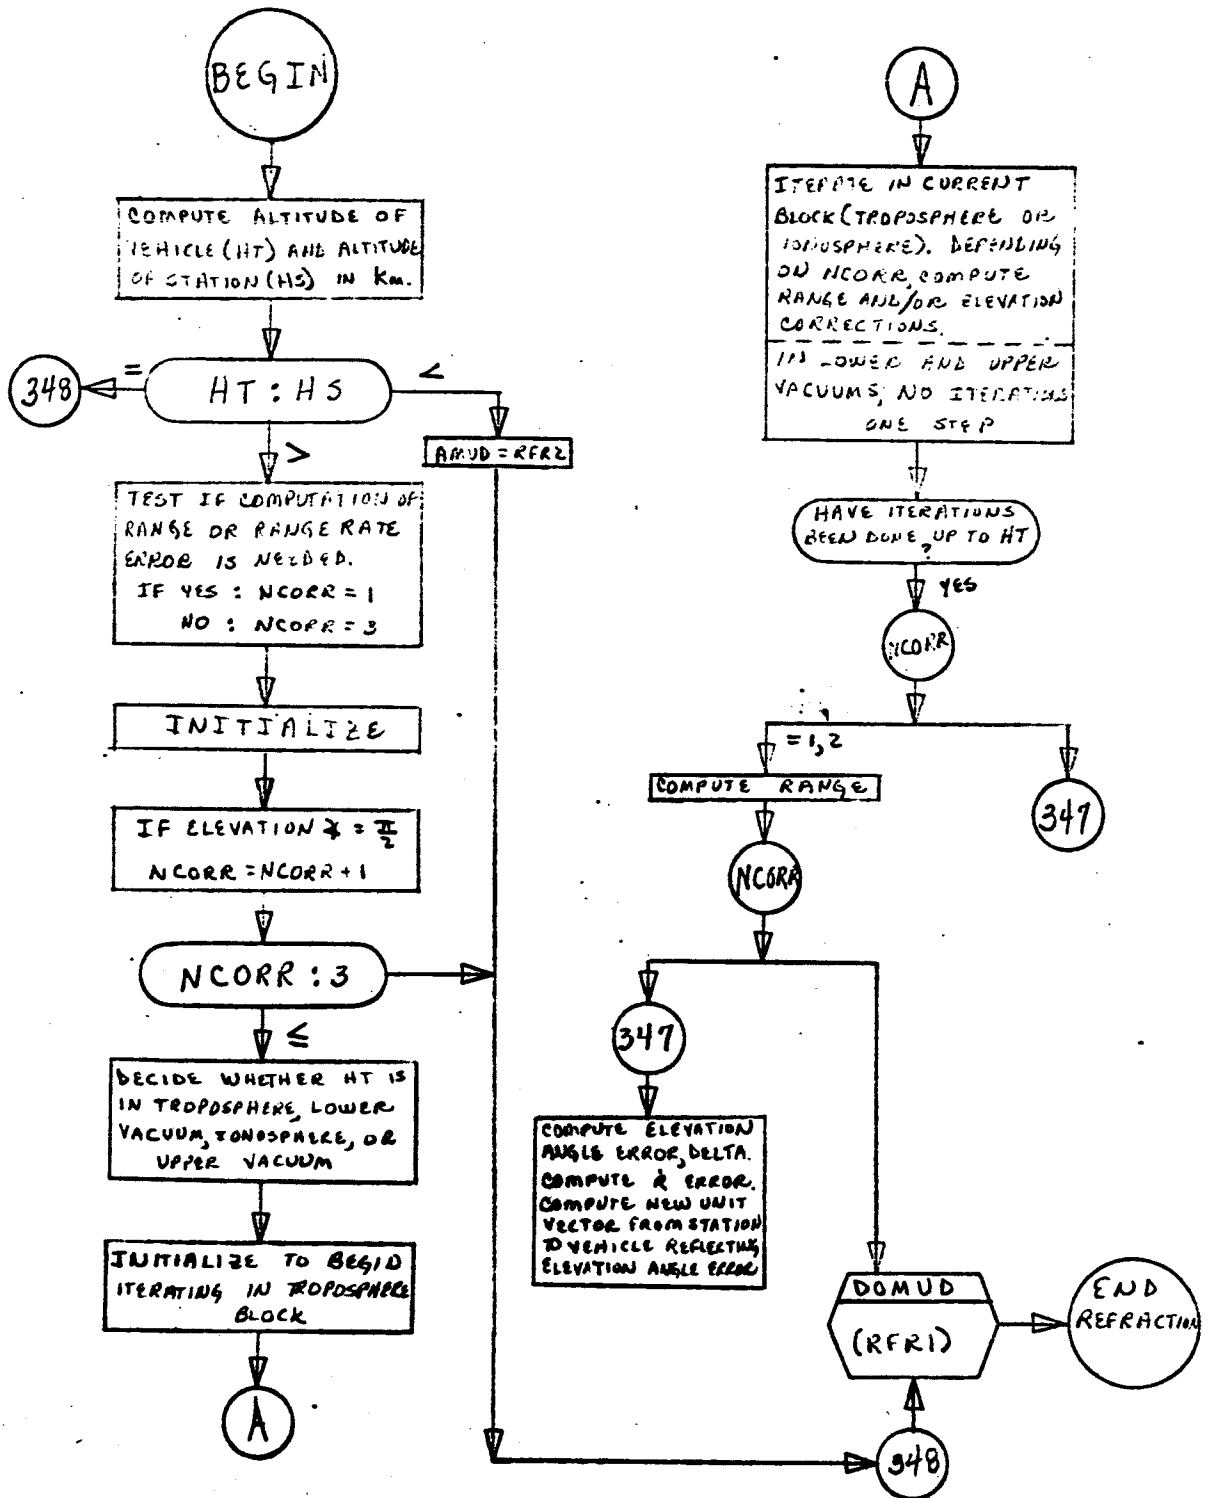 BEGIN
COMPUTE ALTITUDE OF
VEHICLE (HT) AND ALTITUDE
OF STATION (HS) IN Km.
348
=
HT : HS
<
>
AMUD = RFR2
TEST IF COMPUTATION OF
RANGE OR RANGE RATE
ERROR IS NEEDED.
IF YES : NCORR = 1
NO : NCORR = 3
INITIALIZE
IF ELEVATION ∡ = π/2
NCORR = NCORR + 1
NCORR : 3
≤
DECIDE WHETHER HT IS
IN TROPOSPHERE, LOWER
VACUUM, IONOSPHERE, OR
UPPER VACUUM
INITIALIZE TO BEGID
ITERATING IN TROPOSPHERE
BLOCK
A
A
ITERATE IN CURRENT
BLOCK (TROPOSPHERE OR
IONOSPHERE). DEPENDING
ON NCORR, COMPUTE
RANGE AND/OR ELEVATION
CORRECTIONS.
IN LOWER AND UPPER
VACUUMS, NO ITERATIONS
ONE STEP
HAVE ITERATIONS
BEEN DONE UP TO HT
?
YES
NCORR
= 1, 2
COMPUTE RANGE
347
NCORR
347
COMPUTE ELEVATION
ANGLE ERROR, DELTA.
COMPUTE ERROR.
COMPUTE NEW UNIT
VECTOR FROM STATION
TO VEHICLE REFLECTING
ELEVATION ANGLE ERROR
DOMUD
(RFR1)
END
REFRACTION
348